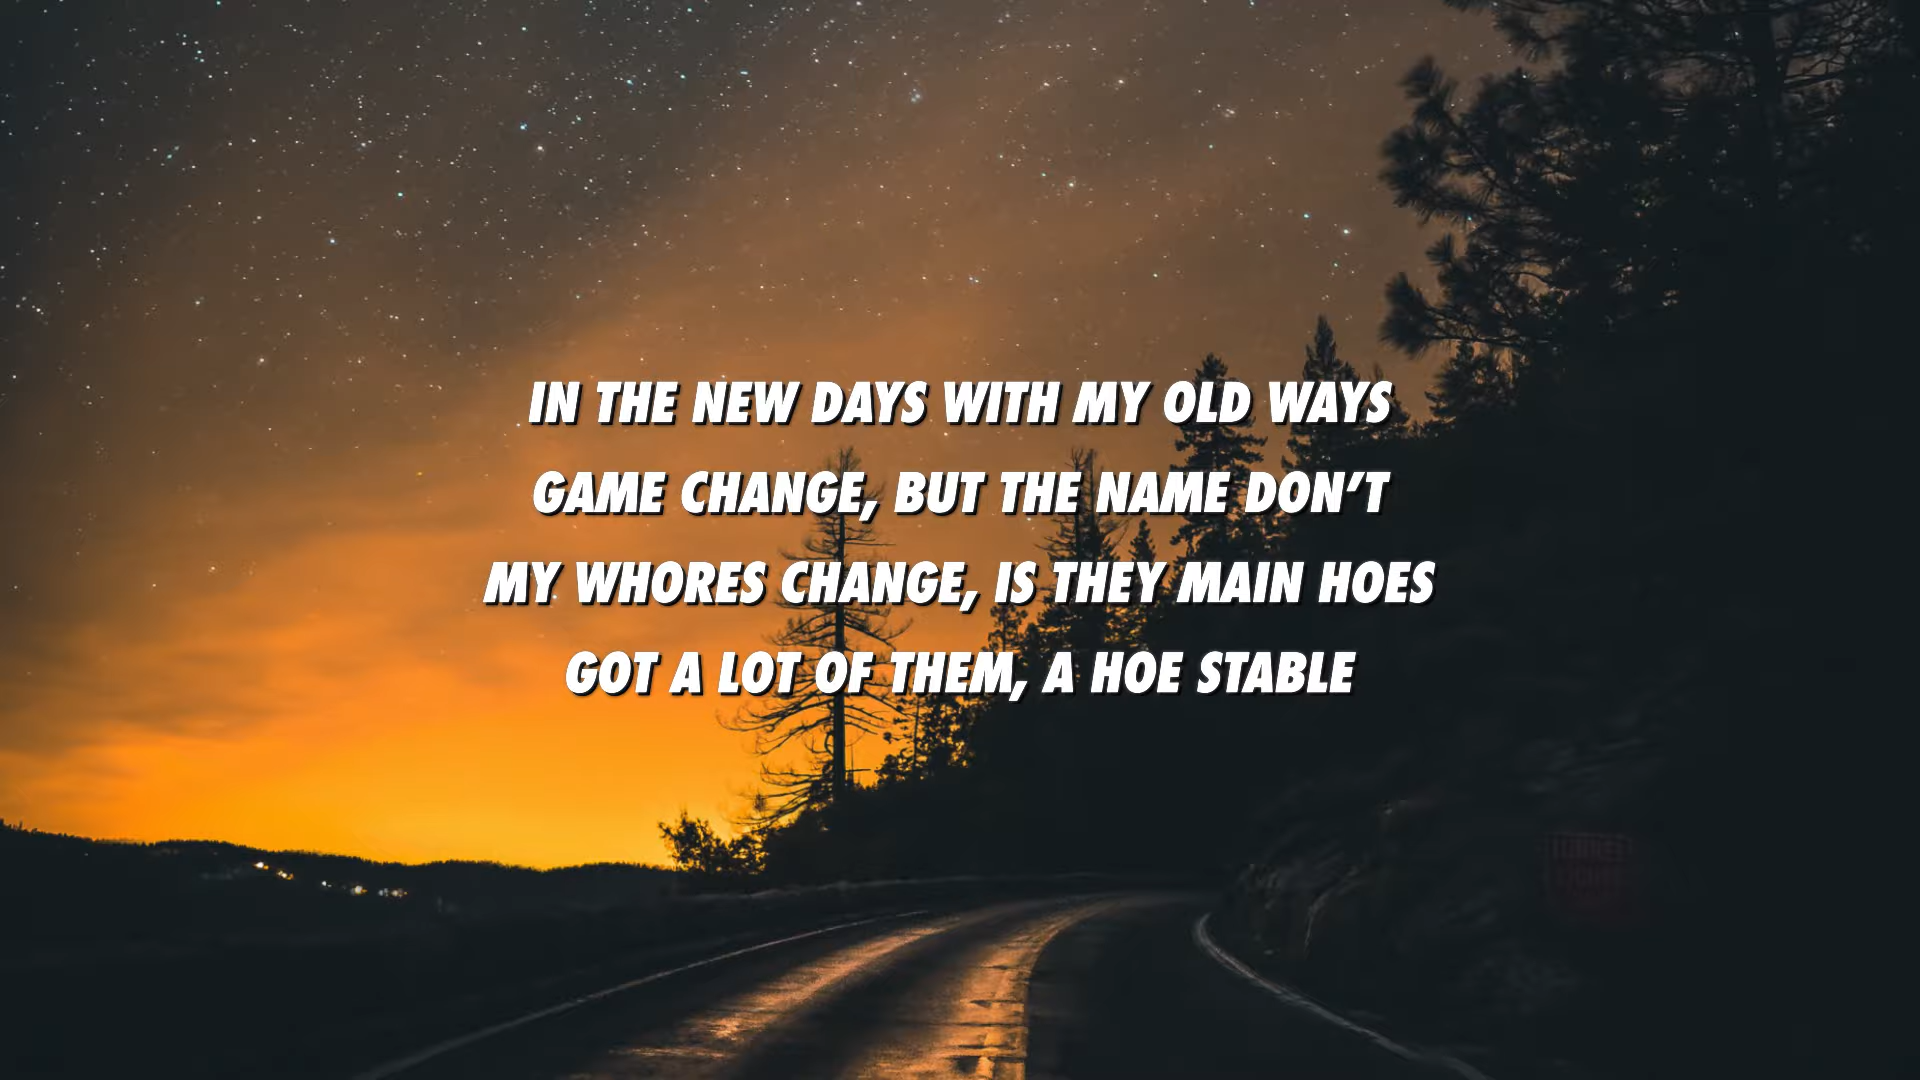 IN THE NEW DAYS WITH MY OLD WAYS
GAME CHANGE, BUT THE NAME DON'T
MY WHORES CHANGE, IS THEY MAIN HOES
GOT A LOT OF THEM, A HOE STABLE